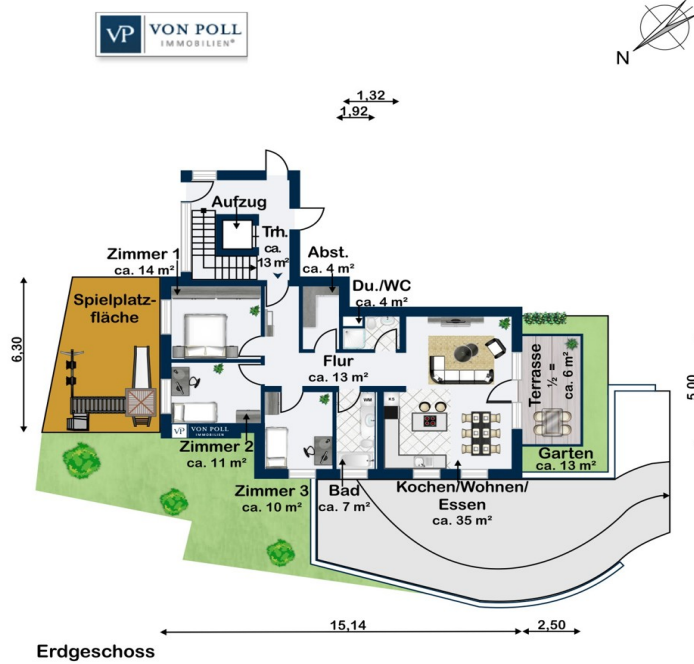 VP VON POLL
IMMOBILIEN®
N
1,32
1,92
Aufzug
Trh.
ca.
13 m²
Zimmer 1
ca. 14 m²
Abst.
ca. 4 m²
Du./WC
ca. 4 m²
Spielplatz-
fläche
6,30
Flur
ca. 13 m²
Terrasse
½ =
ca. 6 m²
5,00
WM
KS
VP VON POLL
IMMOBILIEN
Zimmer 2
ca. 11 m²
Zimmer 3
ca. 10 m²
Bad
ca. 7 m²
Kochen/Wohnen/
Essen
ca. 35 m²
Garten
ca. 13 m²
15,14
2,50
Erdgeschoss